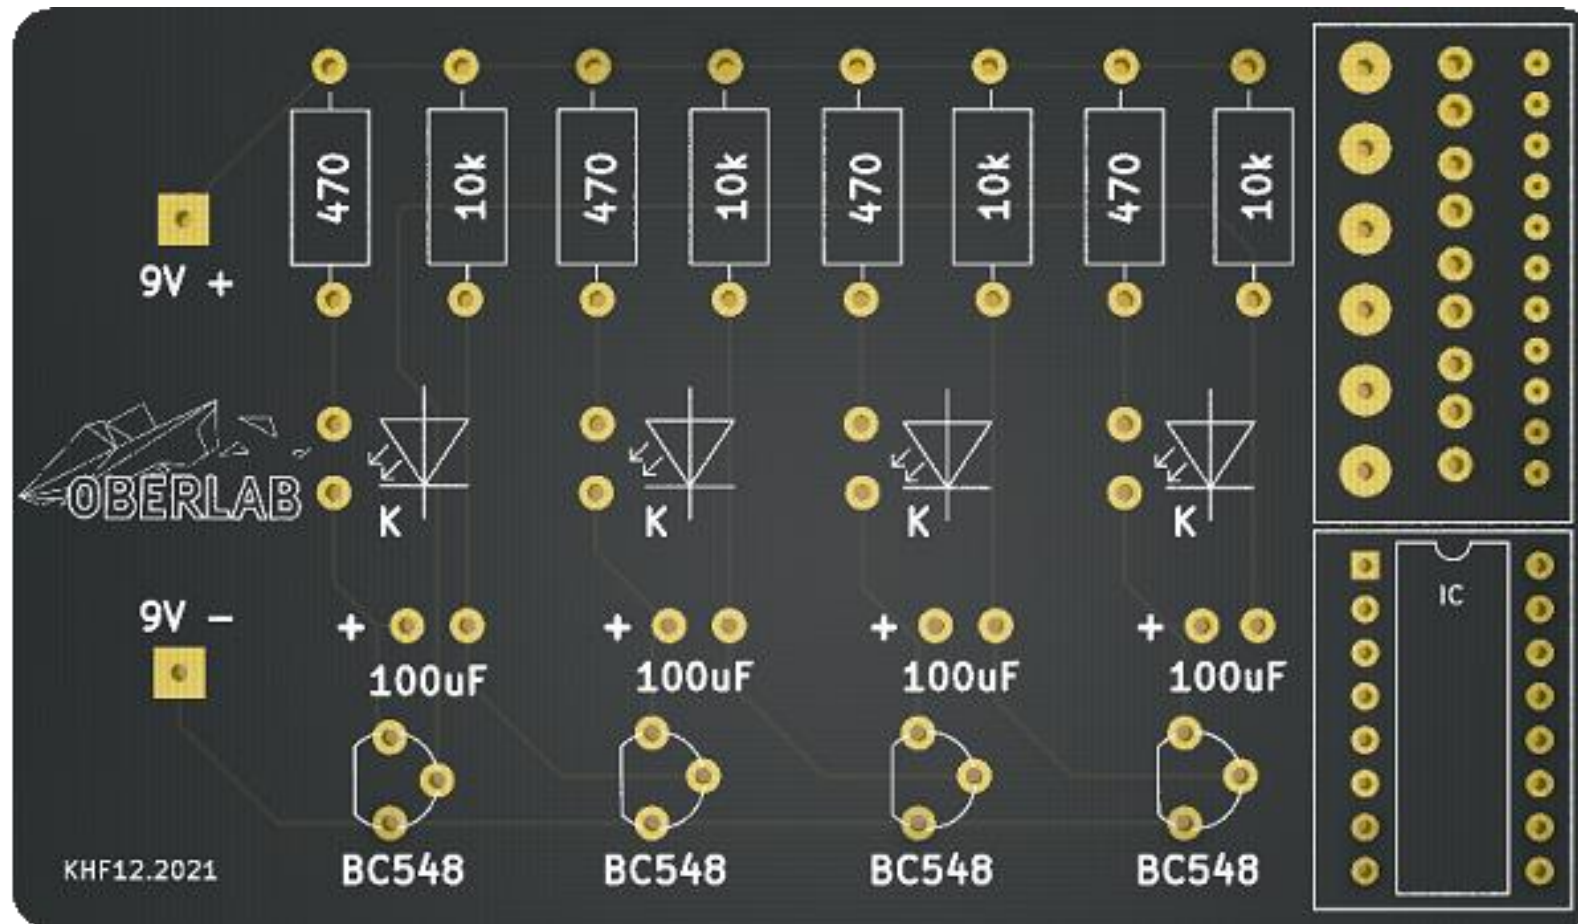 470 10k 470 10k 470 10k 470 10k
9V +
OBERLAB
K K K K
IC
9V -
+ + + +
100uF 100uF 100uF 100uF
KHF12.2021
BC548 BC548 BC548 BC548